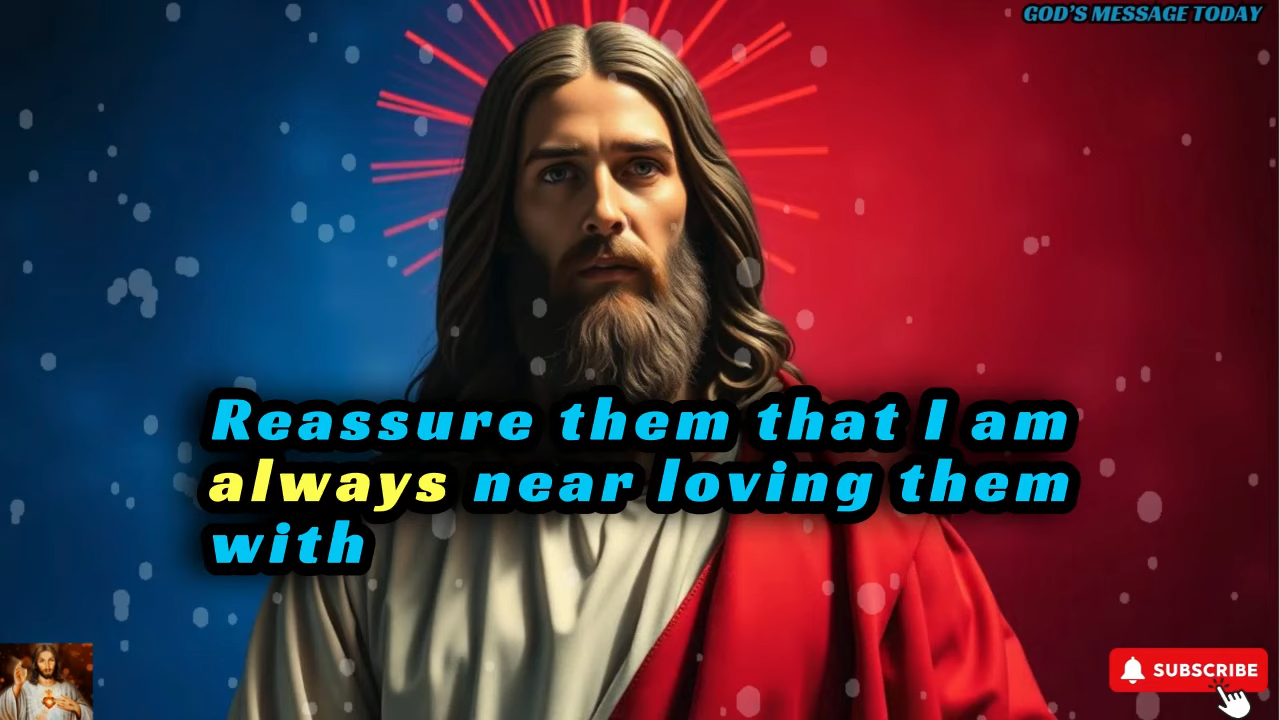 GOD'S MESSAGE TODAY
Reassure them that I am
always near loving them
with
SUBSCRIBE